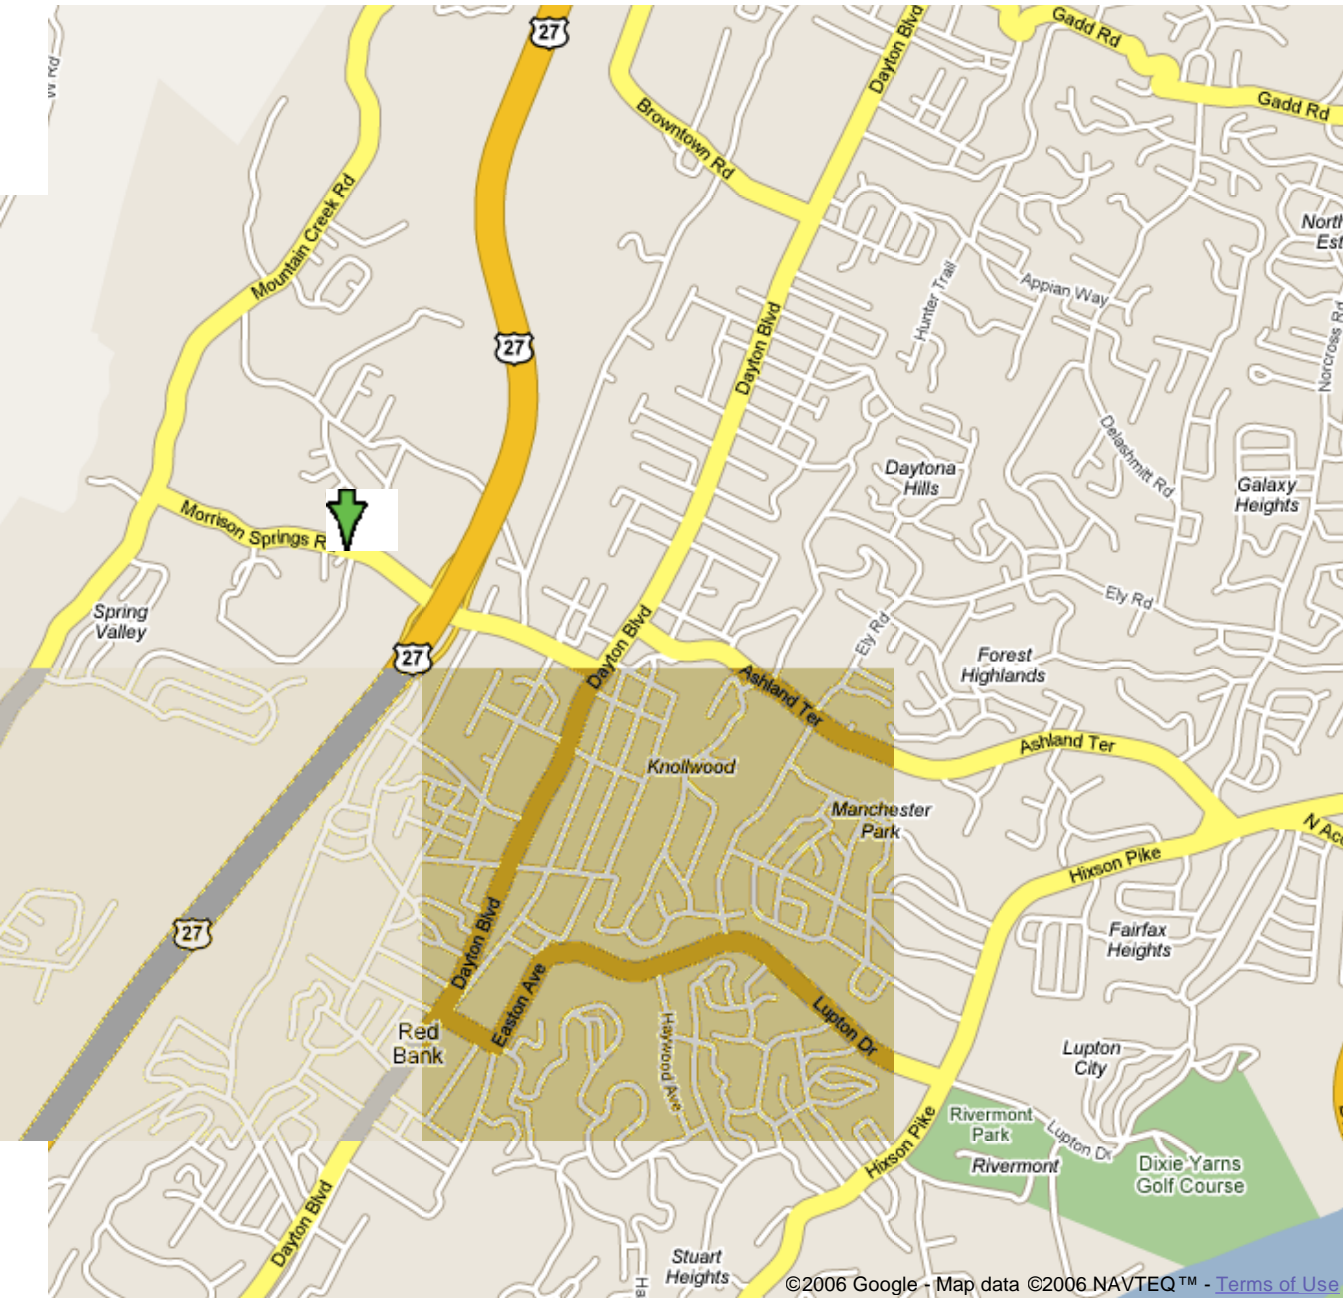 27
Gadd Rd
Dayton Blvd
W Rd
Gadd Rd
Browntown Rd
Mountain Creek Rd
North
Est
Hunter Trail
Appian Way
27
Dayton Blvd
Norcross Rd
Delashmitt Rd
Daytona
Hills
Galaxy
Heights
Morrison Springs R
Ely Rd
Spring
Valley
Ely Rd
Dayton Blvd
27
Forest
Highlands
Ashland Ter
Ashland Ter
Knollwood
Manchester
Park
N Acc
Hixson Pike
27
Dayton Blvd
Fairfax
Heights
Easton Ave
Lupton Dr
Red
Bank
Haywood Ave
Lupton
City
Rivermont
Park
Hixson Pike
Lupton Dr
Rivermont
Dixie Yarns
Golf Course
Dayton Blvd
Stuart
Heights
Ha
©2006 Google - Map data ©2006 NAVTEQ™ - Terms of Use